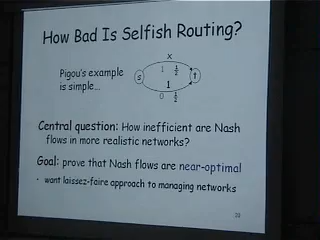 How Bad Is Selfish Routing?
Pigou's example
is simple...
x
1 ½
s
t
1
0 ½
Central question: How inefficient are Nash
flows in more realistic networks?
Goal: prove that Nash flows are near-optimal
• want laissez-faire approach to managing networks